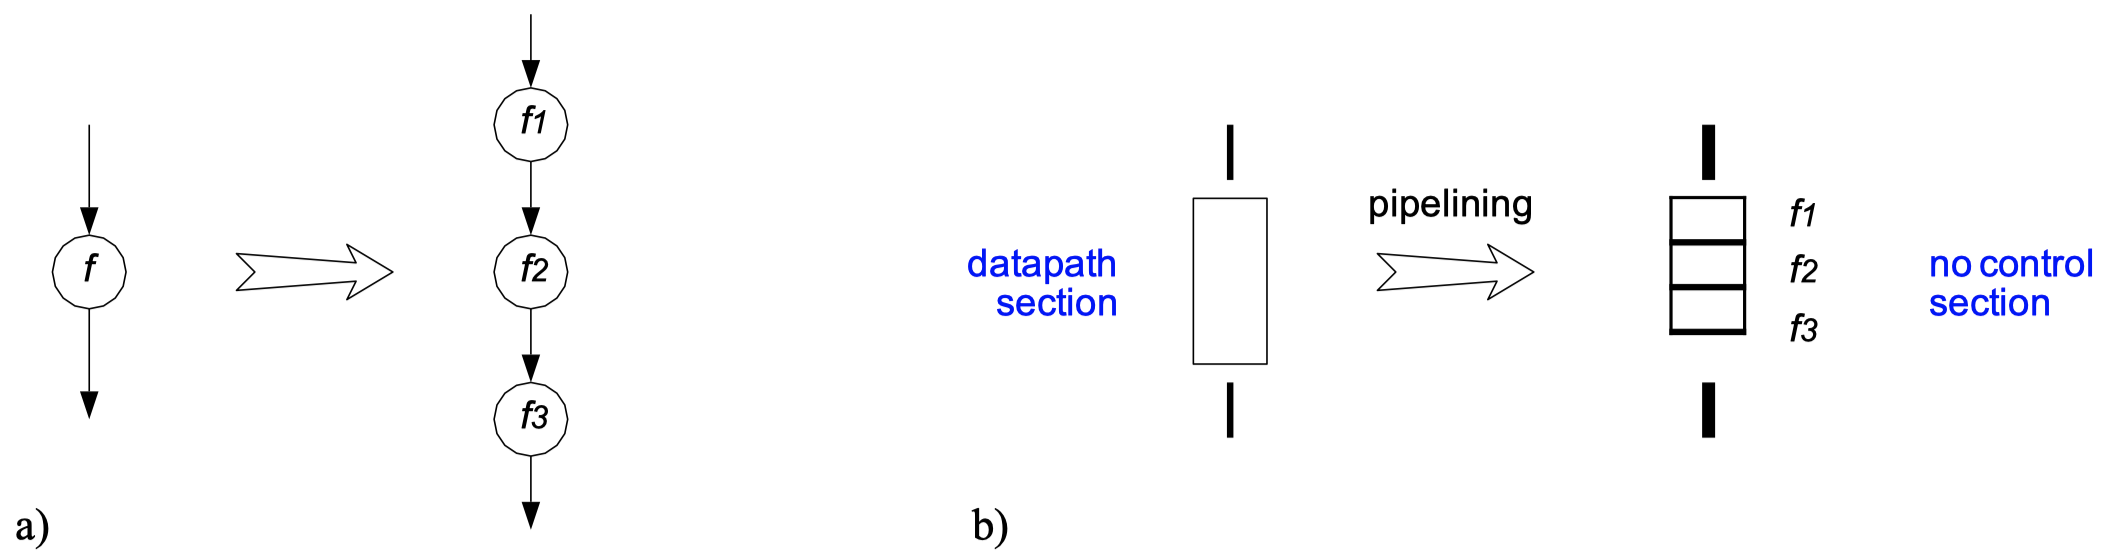 f
f1
f2
f3
a)
datapath
section
pipelining
f1
f2
f3
no control
section
b)